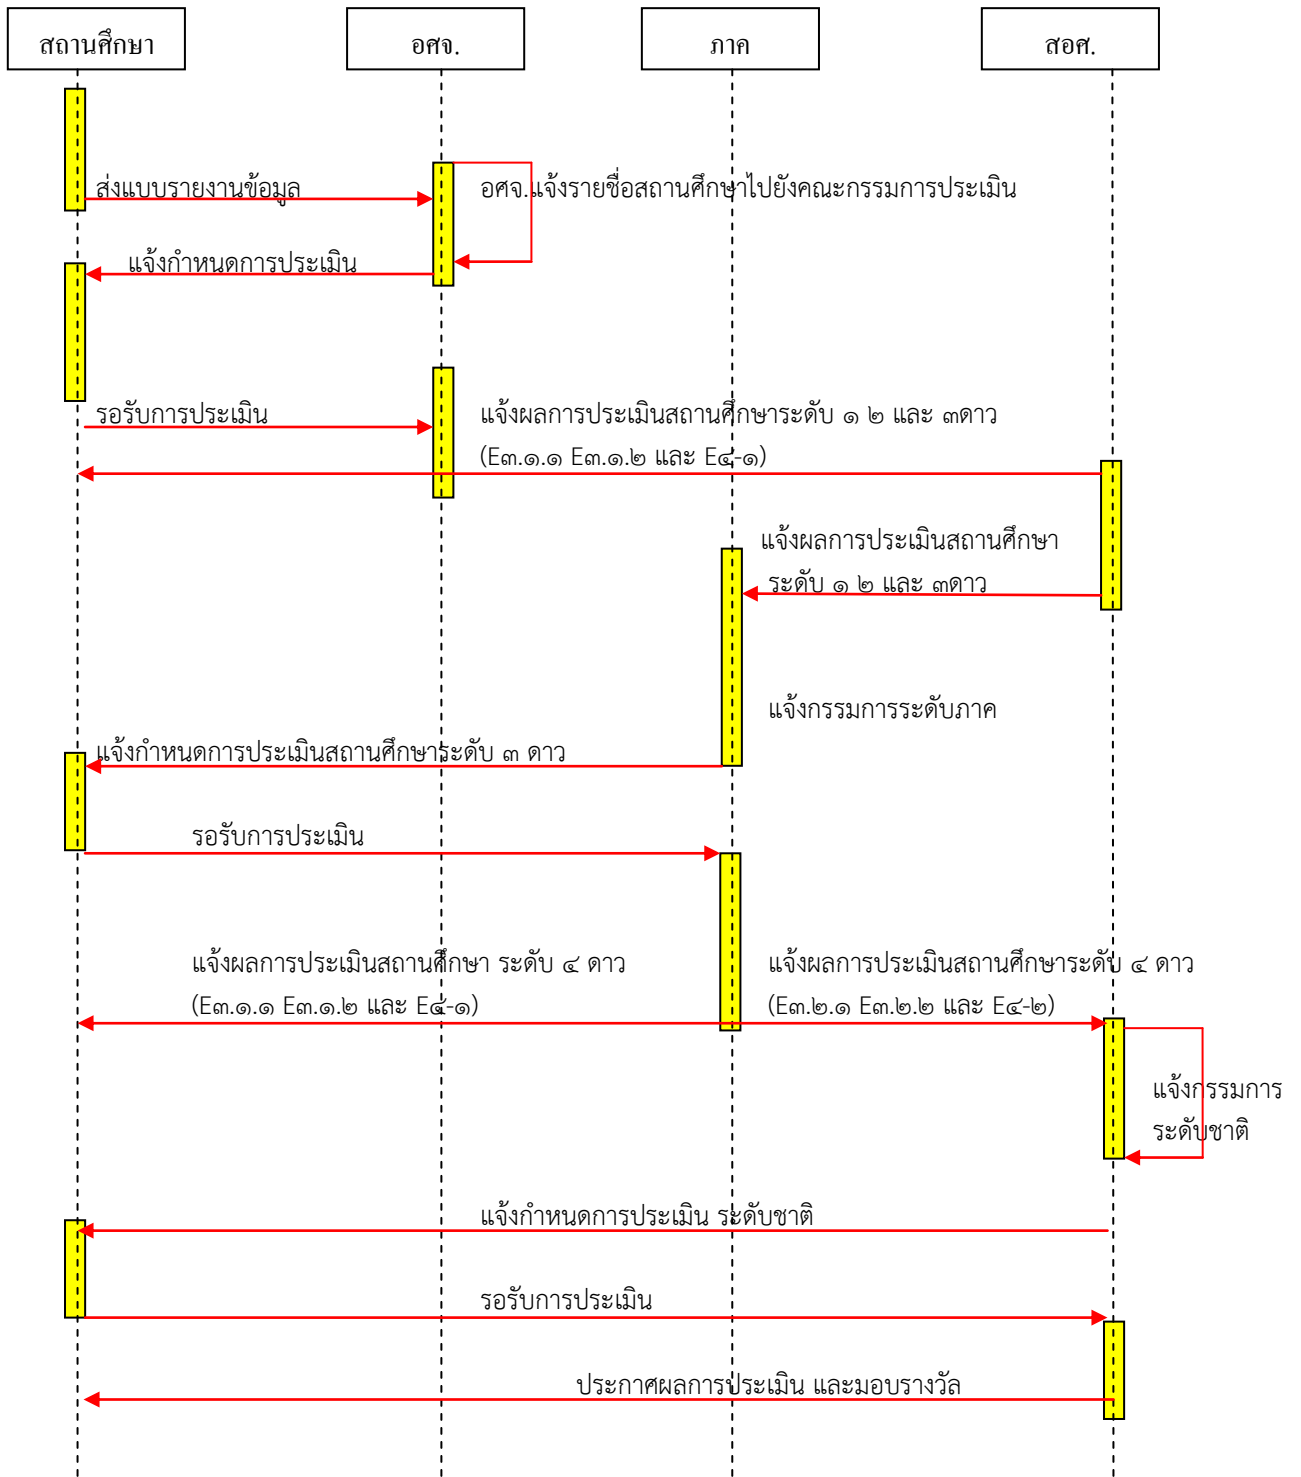 สถานศึกษา
อศจ.
ภาค
สอศ.
ส่งแบบรายงานข้อมูล
อศจ.แจ้งรายชื่อสถานศึกษาไปยังคณะกรรมการประเมิน
แจ้งกำหนดการประเมิน
รอรับการประเมิน
แจ้งผลการประเมินสถานศึกษาระดับ ๑ ๒ และ ๓ดาว
(E๓.๑.๑ E๓.๑.๒ และ E๔-๑)
แจ้งผลการประเมินสถานศึกษา
ระดับ ๑ ๒ และ ๓ดาว
แจ้งกรรมการระดับภาค
แจ้งกำหนดการประเมินสถานศึกษาระดับ ๓ ดาว
รอรับการประเมิน
แจ้งผลการประเมินสถานศึกษา ระดับ ๔ ดาว
(E๓.๑.๑ E๓.๑.๒ และ E๔-๑)
แจ้งผลการประเมินสถานศึกษาระดับ ๔ ดาว
(E๓.๒.๑ E๓.๒.๒ และ E๔-๒)
แจ้งกรรมการ
ระดับชาติ
แจ้งกำหนดการประเมิน ระดับชาติ
รอรับการประเมิน
ประกาศผลการประเมิน และมอบรางวัล